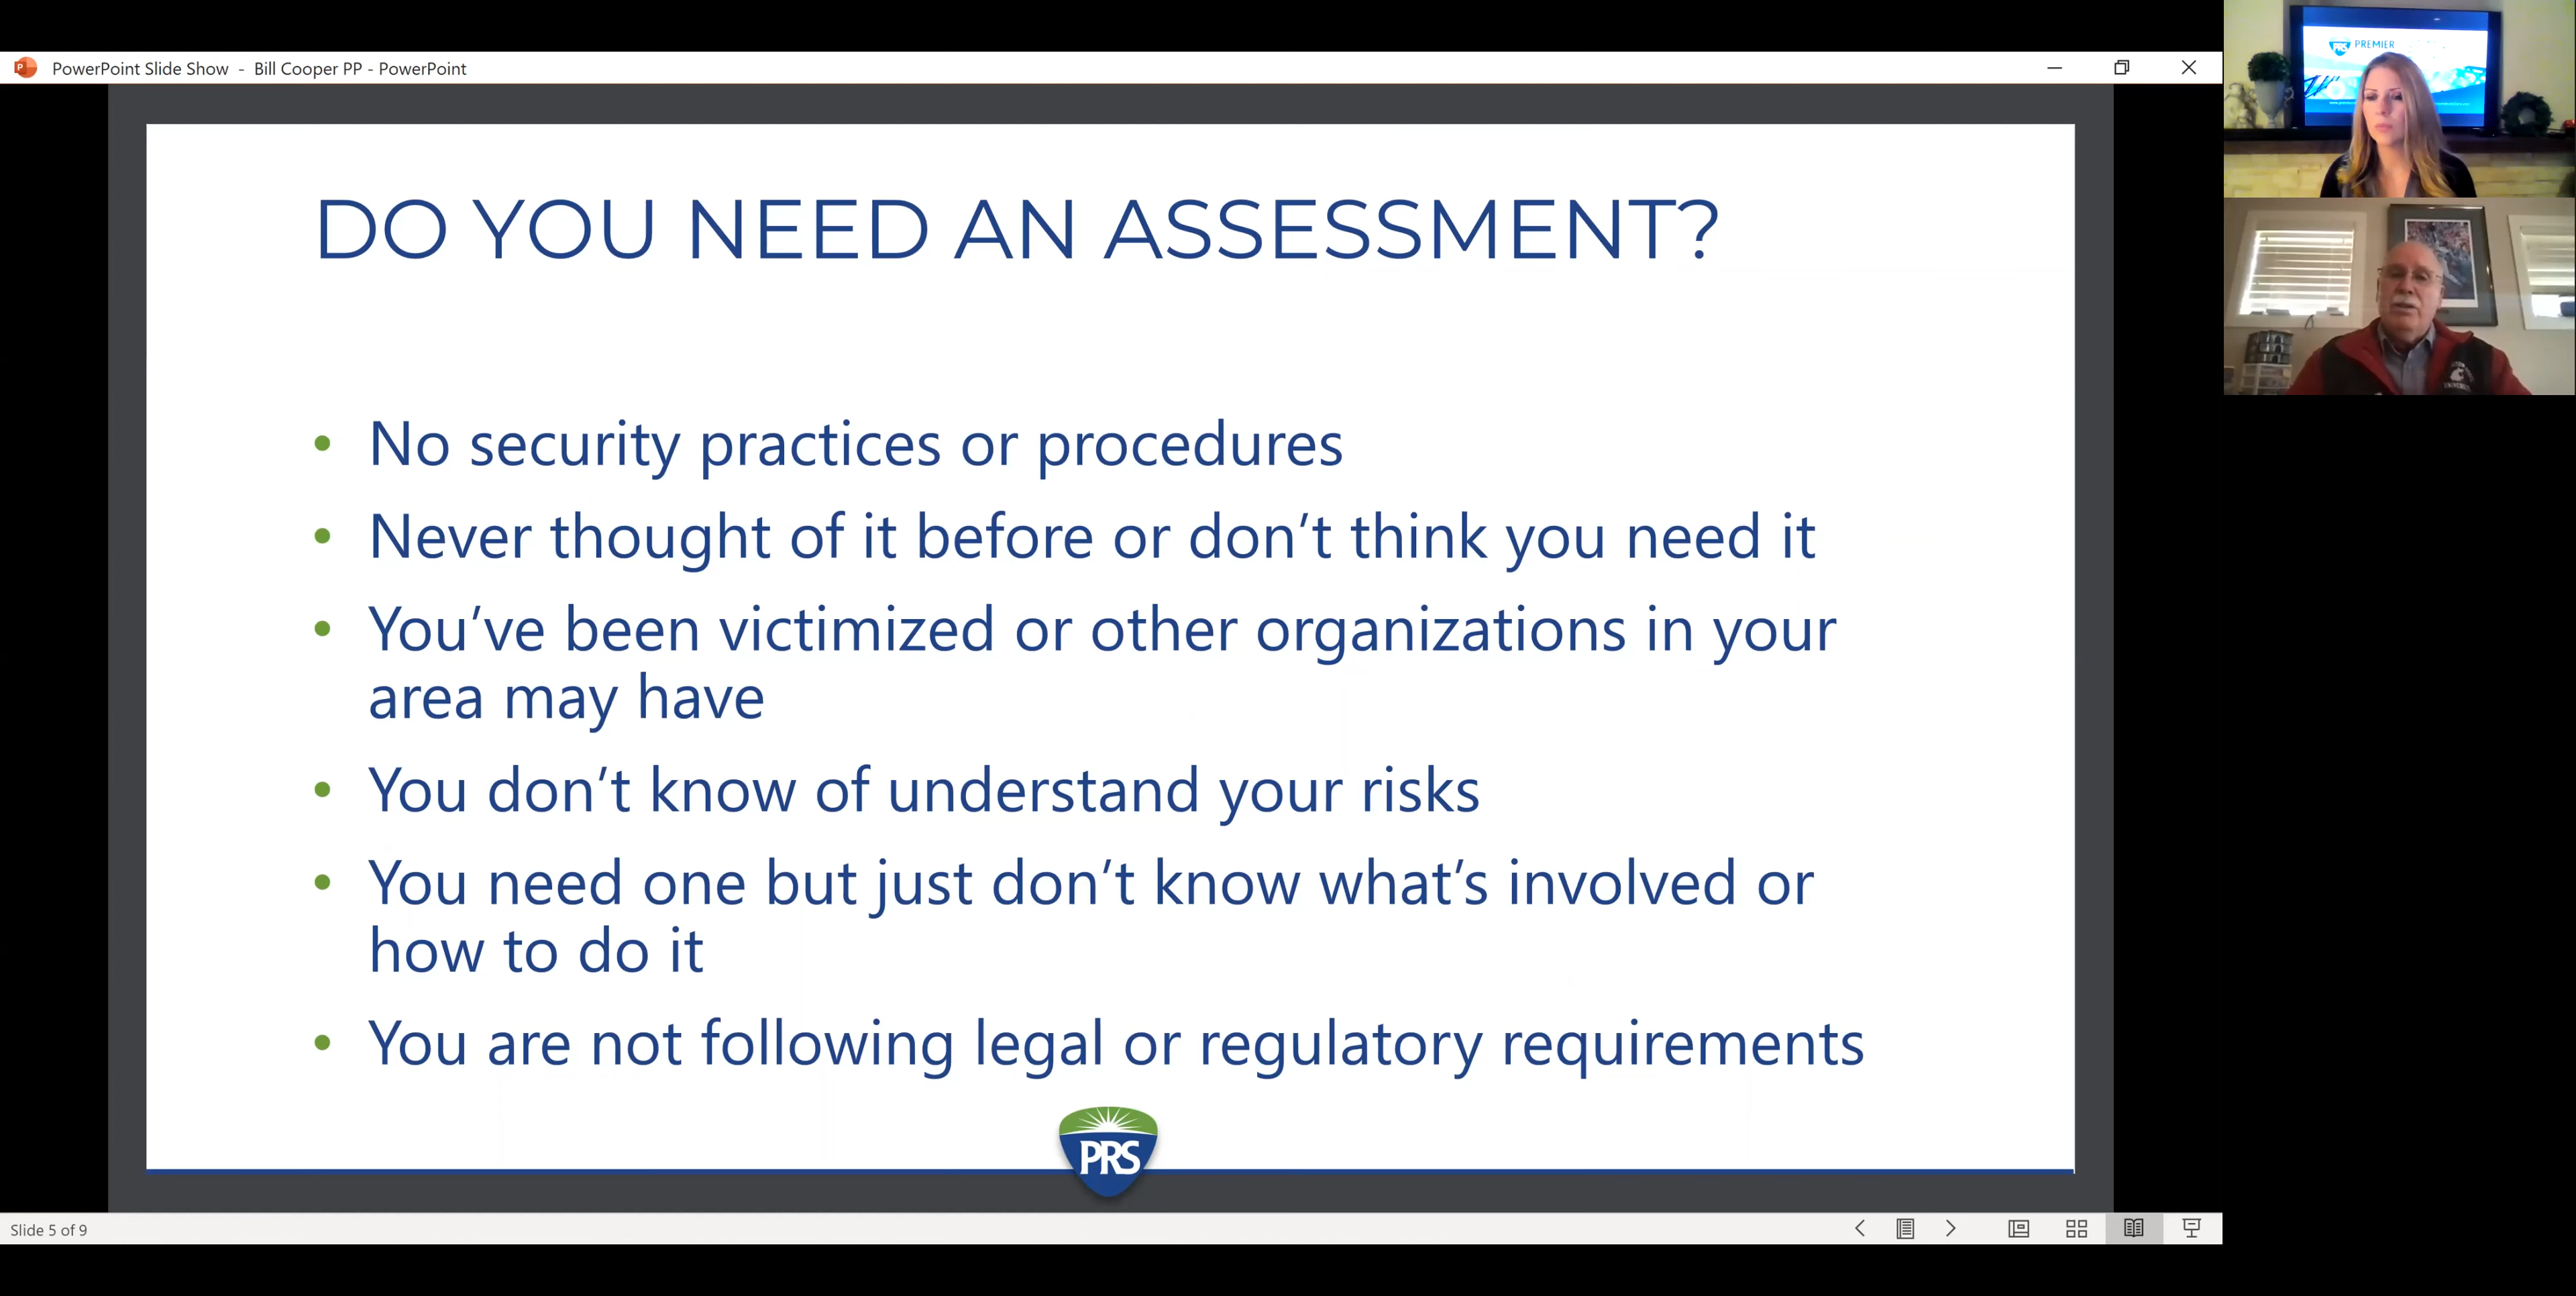 PowerPoint Slide Show - Bill Cooper PP - PowerPoint
PRS PREMIER
DO YOU NEED AN ASSESSMENT?
• No security practices or procedures
• Never thought of it before or don’t think you need it
• You’ve been victimized or other organizations in your
area may have
• You don’t know of understand your risks
• You need one but just don’t know what’s involved or
how to do it
• You are not following legal or regulatory requirements
PRS
Slide 5 of 9